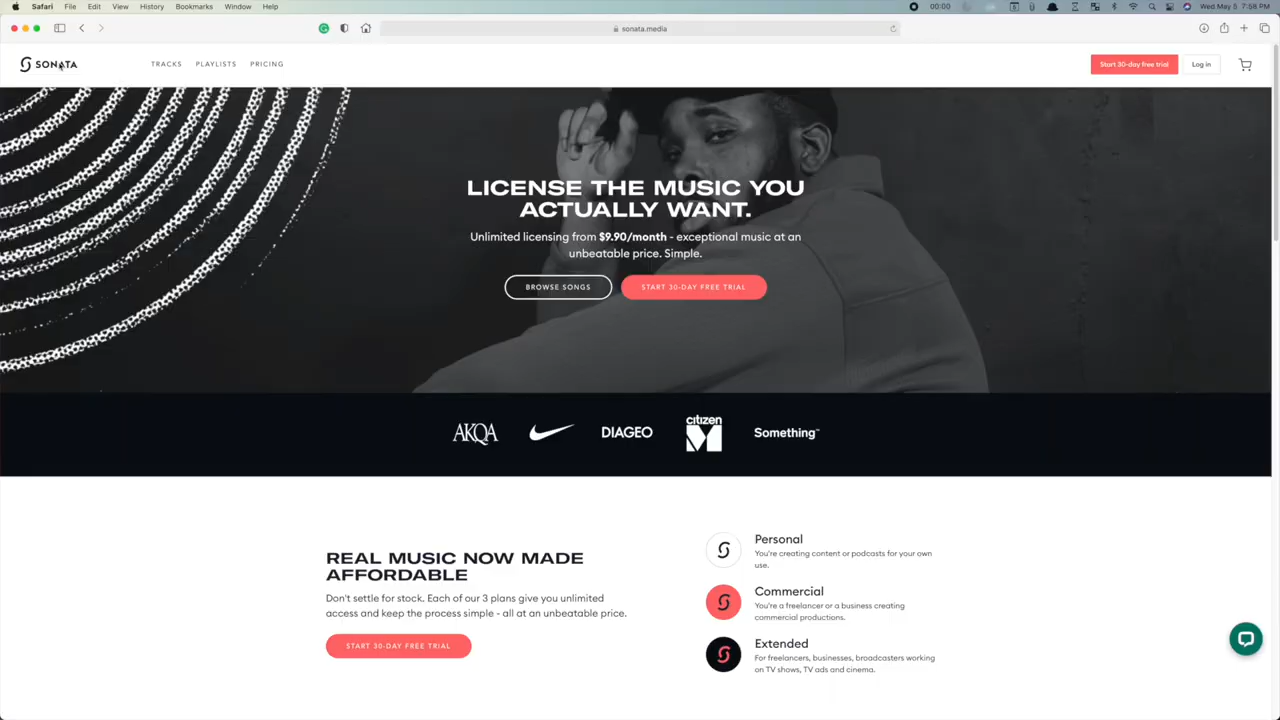 Safari File Edit View History Bookmarks Window Help
00:00
Wed May 5 7:56 PM
sonata.media
SONATA
TRACKS PLAYLISTS PRICING
Start 30-day free trial
Log in
LICENSE THE MUSIC YOU
ACTUALLY WANT.
Unlimited licensing from $9.90/month - exceptional music at an
unbeatable price. Simple.
BROWSE SONGS
START 30-DAY FREE TRIAL
AKQA
DIAGEO
citizen
M
Something™
REAL MUSIC NOW MADE
AFFORDABLE
Don't settle for stock. Each of our 3 plans give you unlimited
access and keep the process simple - all at an unbeatable price.
START 30-DAY FREE TRIAL
Personal
You're creating content or podcasts for your own
use.
Commercial
You're a freelancer or a business creating
commercial productions.
Extended
For freelancers, businesses, broadcasters working
on TV shows, TV ads and cinema.